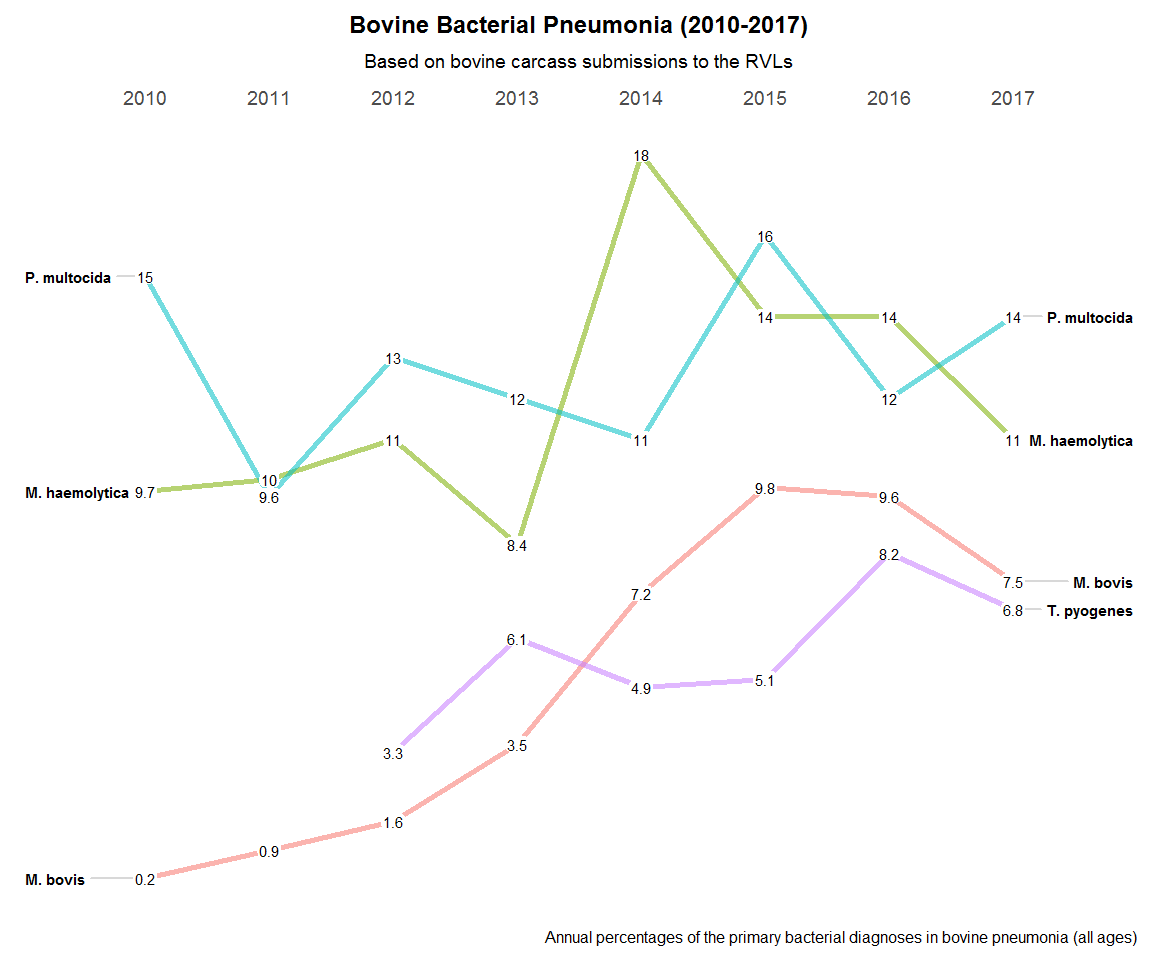 Bovine Bacterial Pneumonia (2010-2017)
Based on bovine carcass submissions to the RVLs
2010 2011 2012 2013 2014 2015 2016 2017
18
16
P. multocida 15
14 14 14 P. multocida
13
12 12
11 11 11 M. haemolytica
10
9.8
M. haemolytica 9.7
9.6 9.6
8.4
8.2
7.5 M. bovis
7.2
6.8 T. pyogenes
6.1
5.1
4.9
3.5
3.3
1.6
0.9
M. bovis 0.2
Annual percentages of the primary bacterial diagnoses in bovine pneumonia (all ages)